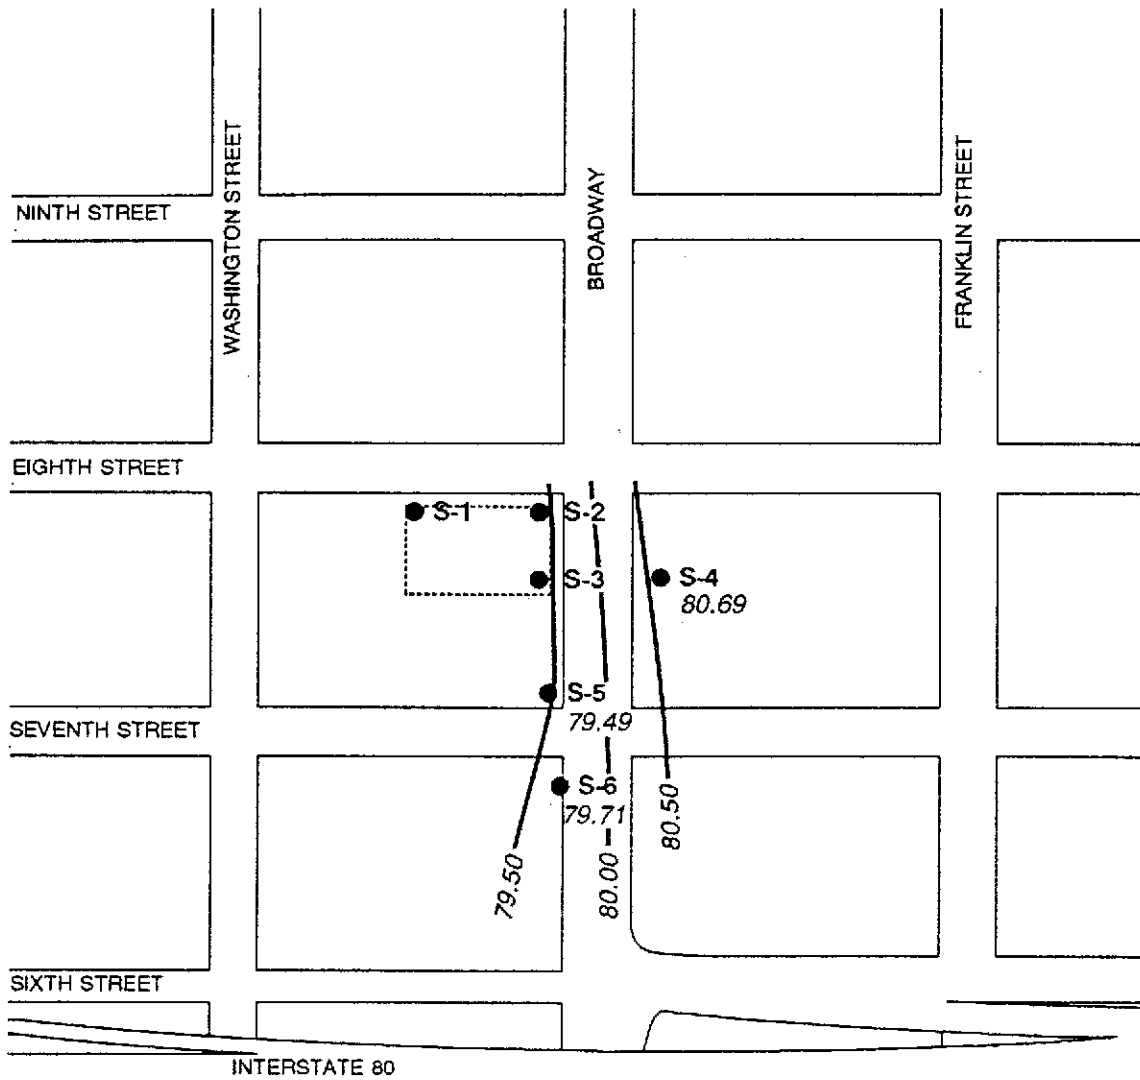 NINTH STREET
WASHINGTON STREET
BROADWAY
FRANKLIN STREET
EIGHTH STREET
S-1
S-2
S-3
S-4
80.69
S-5
79.49
SEVENTH STREET
S-6
79.71
79.50
80.00
80.50
SIXTH STREET
INTERSTATE 80